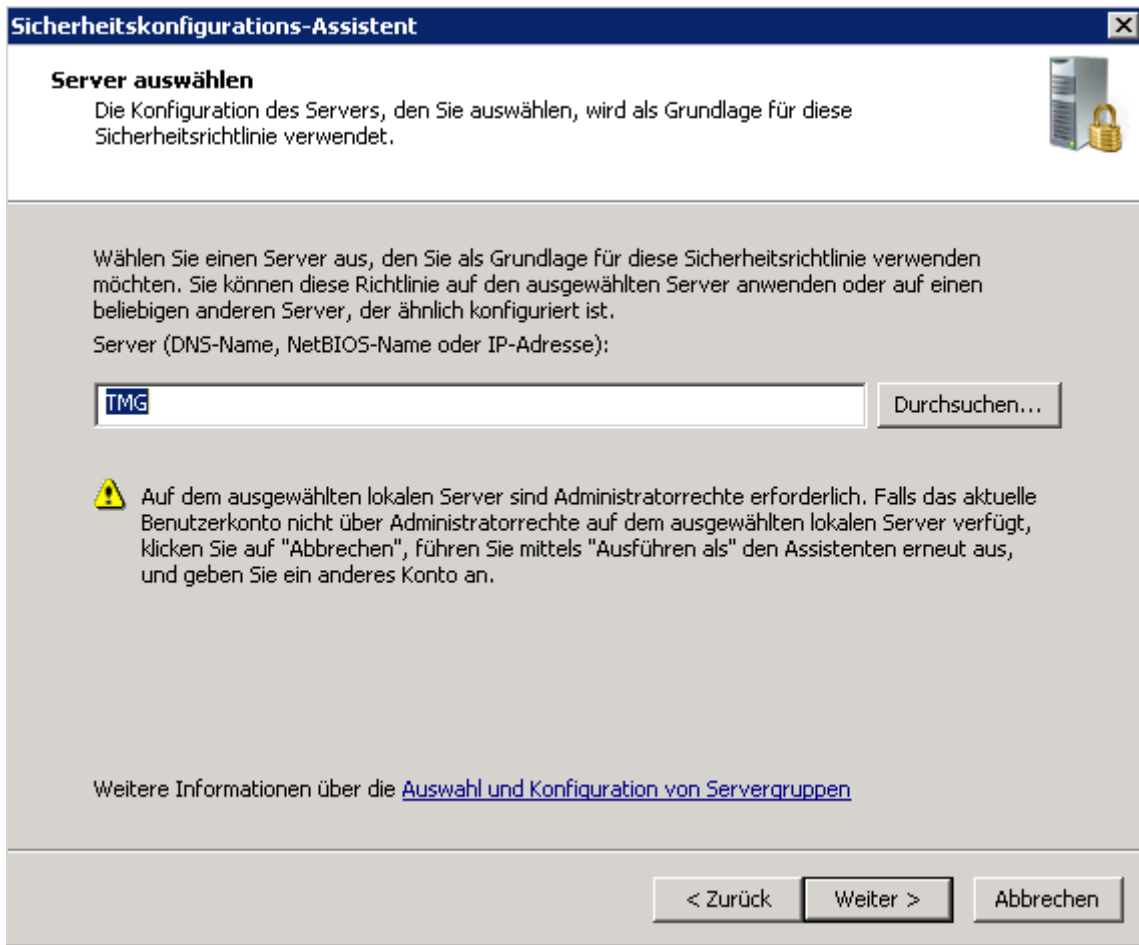 Sicherheitskonfigurations-Assistent
Server auswählen
Die Konfiguration des Servers, den Sie auswählen, wird als Grundlage für diese
Sicherheitsrichtlinie verwendet.
Wählen Sie einen Server aus, den Sie als Grundlage für diese Sicherheitsrichtlinie verwenden
möchten. Sie können diese Richtlinie auf den ausgewählten Server anwenden oder auf einen
beliebigen anderen Server, der ähnlich konfiguriert ist.
Server (DNS-Name, NetBIOS-Name oder IP-Adresse):
TMG
Durchsuchen...
Auf dem ausgewählten lokalen Server sind Administratorrechte erforderlich. Falls das aktuelle
Benutzerkonto nicht über Administratorrechte auf dem ausgewählten lokalen Server verfügt,
klicken Sie auf "Abbrechen", führen Sie mittels "Ausführen als" den Assistenten erneut aus,
und geben Sie ein anderes Konto an.
Weitere Informationen über die Auswahl und Konfiguration von Servergruppen
< Zurück
Weiter >
Abbrechen